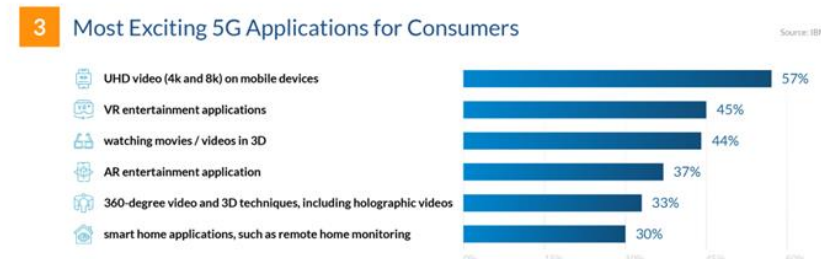 3 Most Exciting 5G Applications for Consumers
Source: IBM
UHD video (4k and 8k) on mobile devices 57%
VR entertainment applications 45%
watching movies / videos in 3D 44%
AR entertainment application 37%
360-degree video and 3D techniques, including holographic videos 33%
smart home applications, such as remote home monitoring 30%